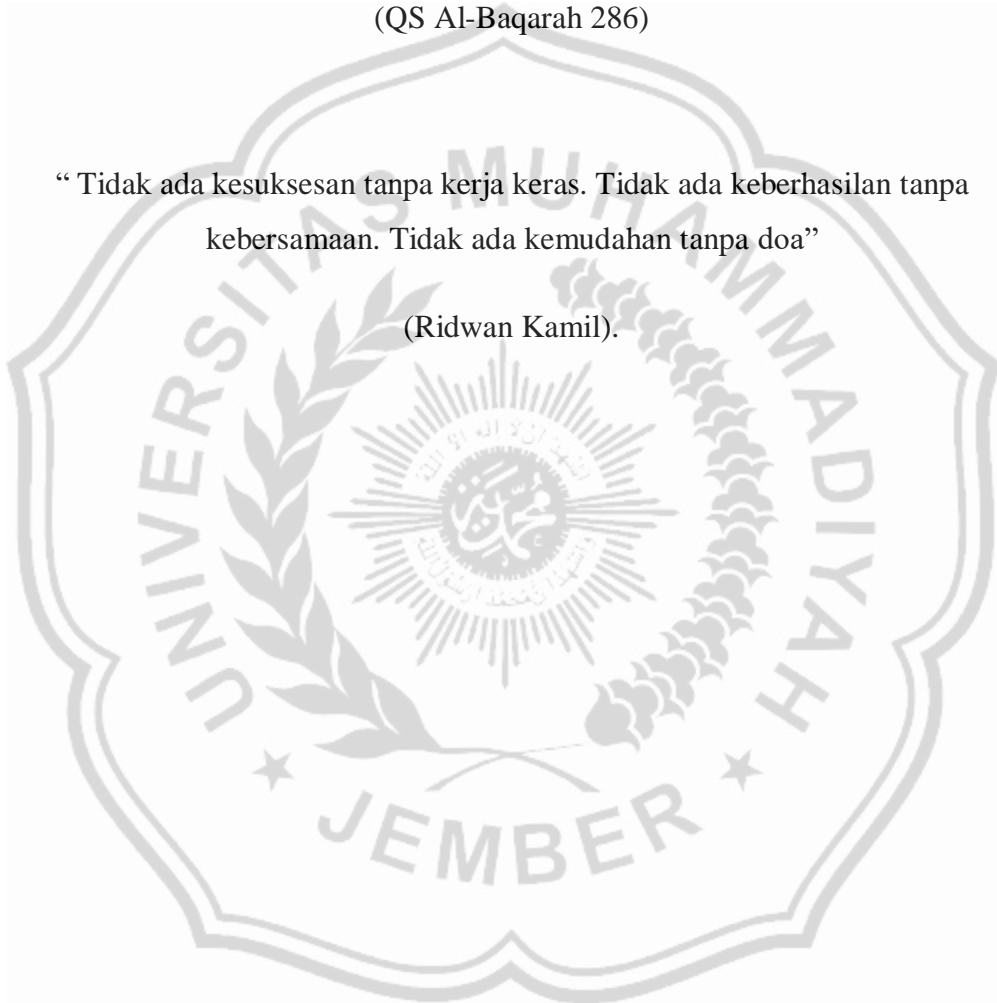 (QS Al-Baqarah 286)
“ Tidak ada kesuksesan tanpa kerja keras. Tidak ada keberhasilan tanpa
kebersamaan. Tidak ada kemudahan tanpa doa”
(Ridwan Kamil).
UNIVERSITAS MUHAMMADIYAH
JEMBER